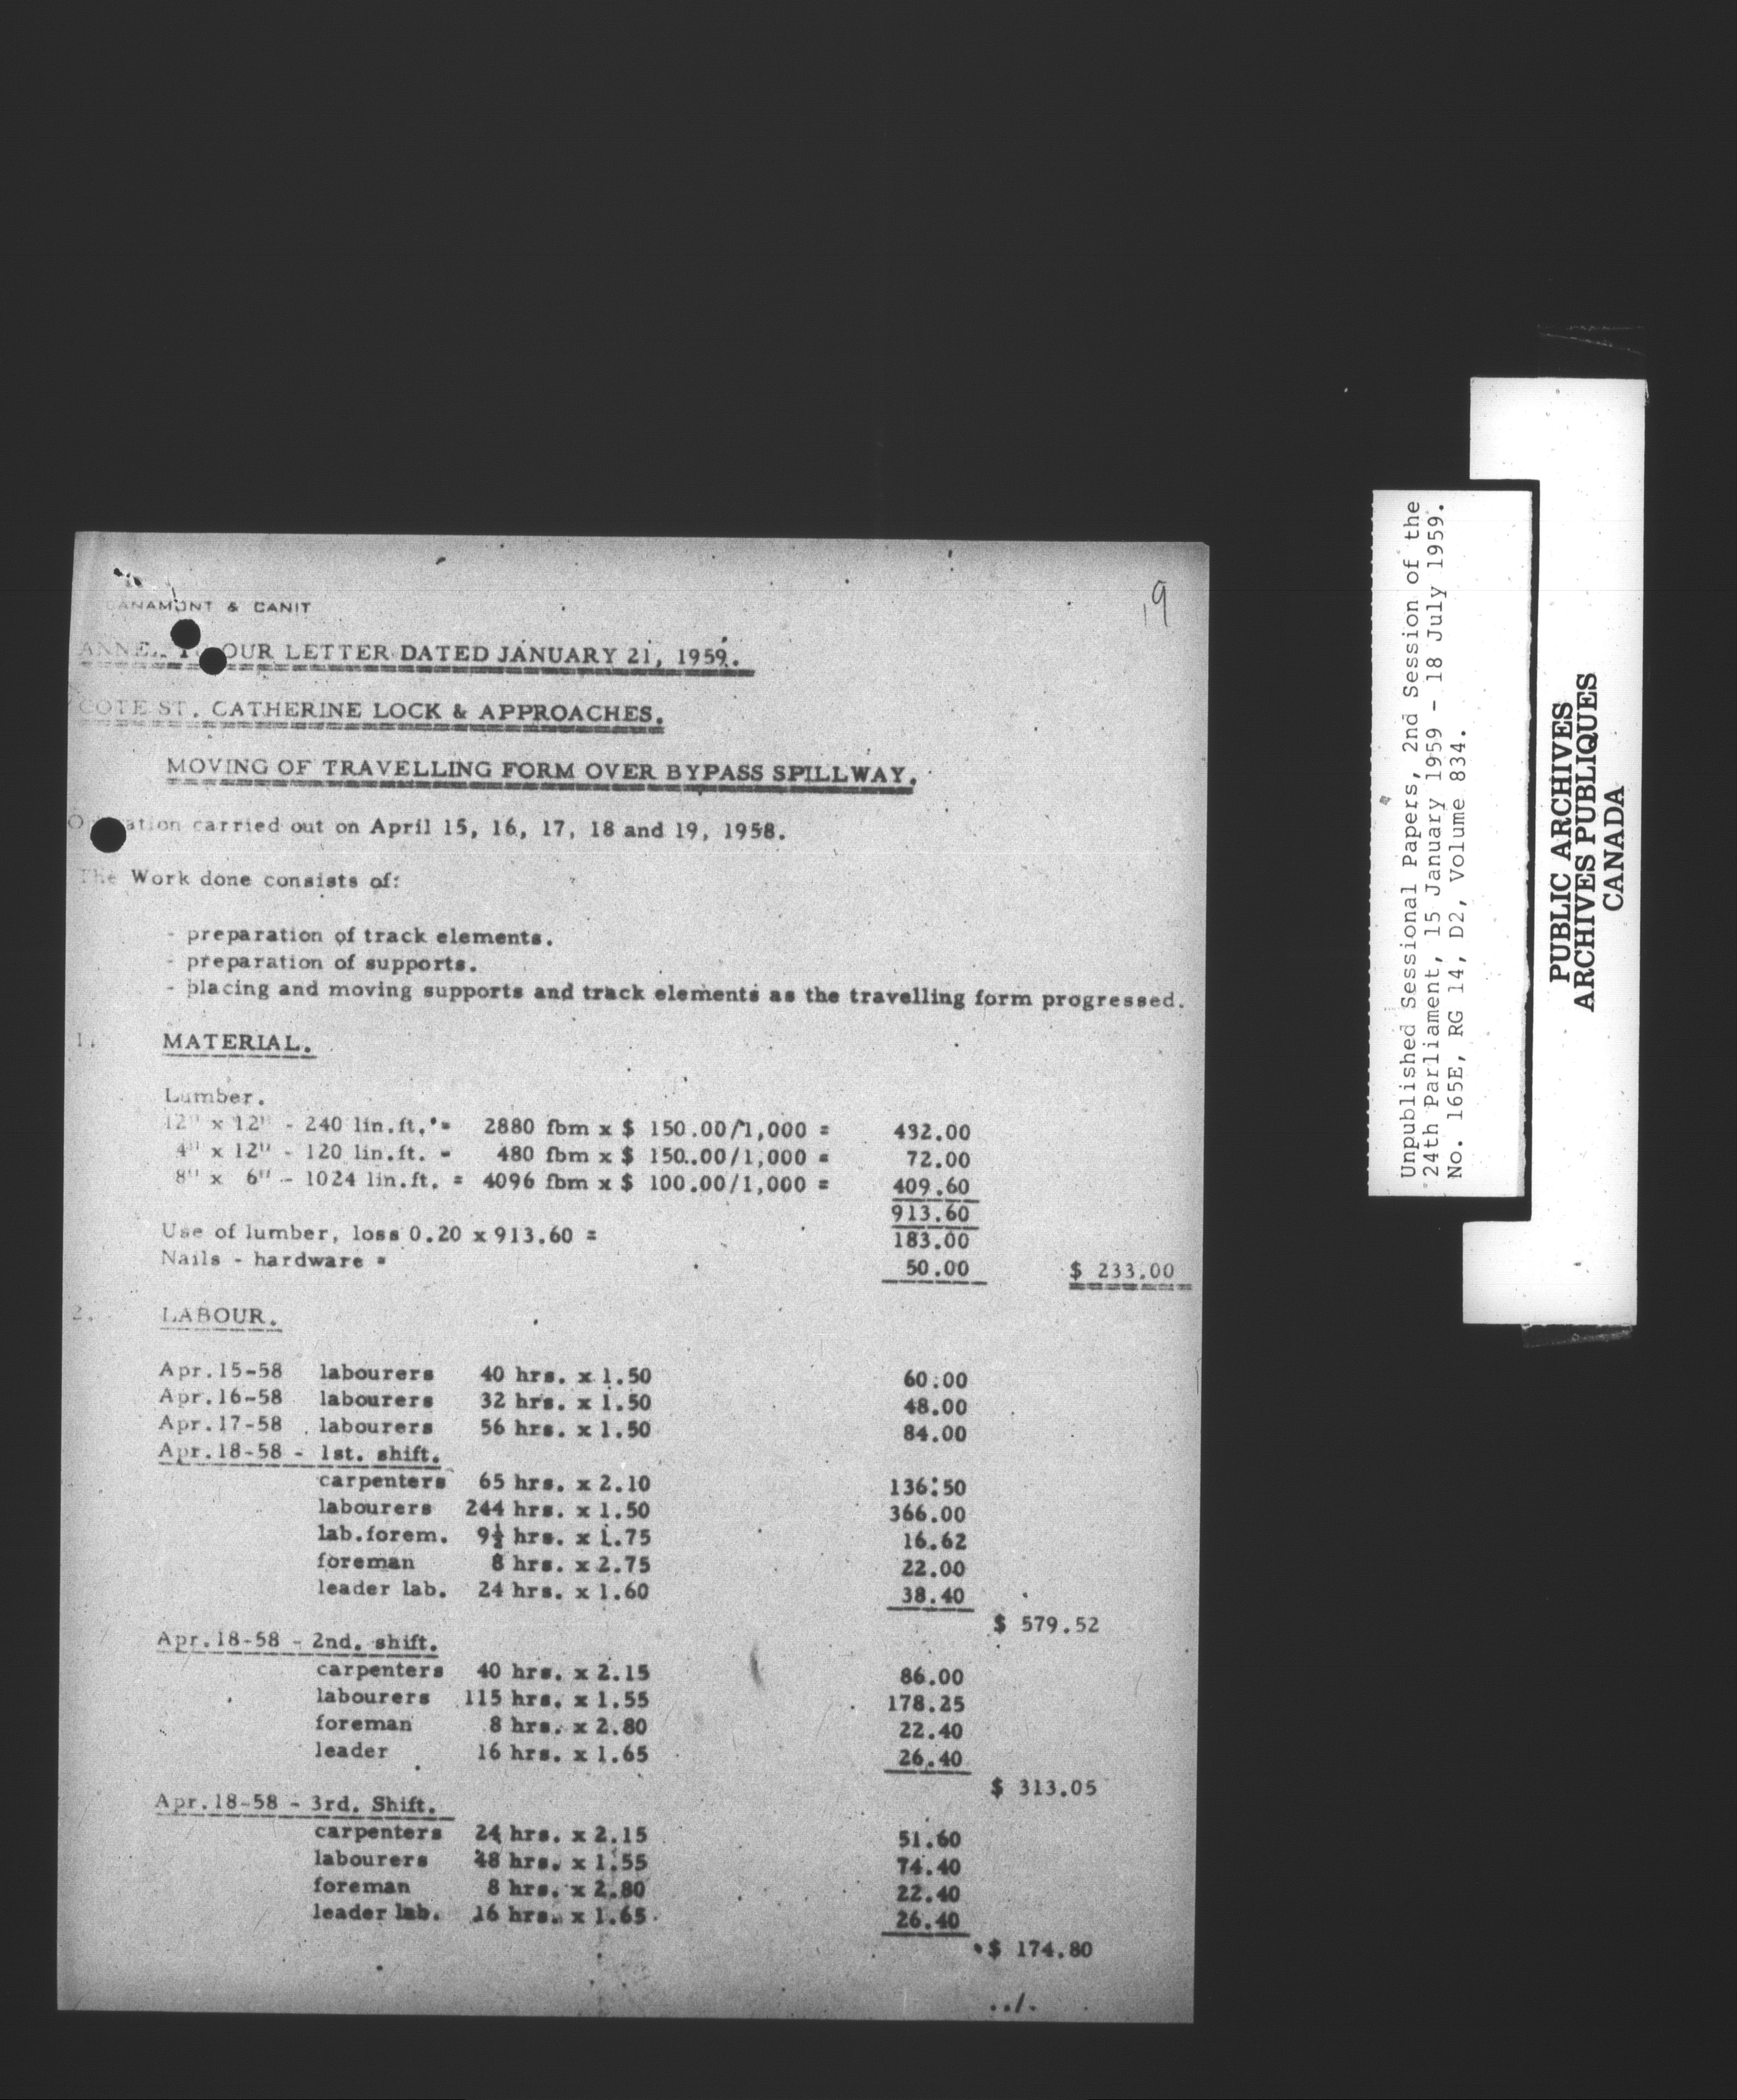 CANAMONT & CANIT
19
OUR LETTER DATED JANUARY 21, 1959.
COTE ST. CATHERINE LOCK & APPROACHES.
MOVING OF TRAVELLING FORM OVER BYPASS SPILLWAY.
carried out on April 15, 16, 17, 18 and 19, 1958.
The Work done consists of:
- preparation of track elements.
- preparation of supports.
- placing and moving supports and track elements as the travelling form progressed.
1. MATERIAL.
Lumber.
12" x 12" - 240 lin.ft. = 2880 fbm x $ 150.00/1,000 = 432.00
4" x 12" - 120 lin.ft. = 480 fbm x $ 150.00/1,000 = 72.00
8" x 6" - 1024 lin.ft. = 4096 fbm x $ 100.00/1,000 = 409.60
913.60
Use of lumber, loss 0.20 x 913.60 = 183.00
Nails - hardware = 50.00 $ 233.00
2. LABOUR.
Apr.15-58 labourers 40 hrs. x 1.50 60.00
Apr.16-58 labourers 32 hrs. x 1.50 48.00
Apr.17-58 labourers 56 hrs. x 1.50 84.00
Apr.18-58 - 1st. shift.
carpenters 65 hrs. x 2.10 136.50
labourers 244 hrs. x 1.50 366.00
lab.forem. 9½ hrs. x 1.75 16.62
foreman 8 hrs. x 2.75 22.00
leader lab. 24 hrs. x 1.60 38.40
$ 579.52
Apr.18-58 - 2nd. shift.
carpenters 40 hrs. x 2.15 86.00
labourers 115 hrs. x 1.55 178.25
foreman 8 hrs. x 2.80 22.40
leader 16 hrs. x 1.65 26.40
$ 313.05
Apr.18-58 - 3rd. Shift.
carpenters 24 hrs. x 2.15 51.60
labourers 48 hrs. x 1.55 74.40
foreman 8 hrs. x 2.80 22.40
leader lab. 16 hrs. x 1.65 26.40
$ 174.80
../.
Unpublished Sessional Papers, 2nd Session of the
24th Parliament, 15 January 1959 - 18 July 1959.
No. 165E, RG 14, D2, Volume 834.
PUBLIC ARCHIVES
ARCHIVES PUBLIQUES
CANADA